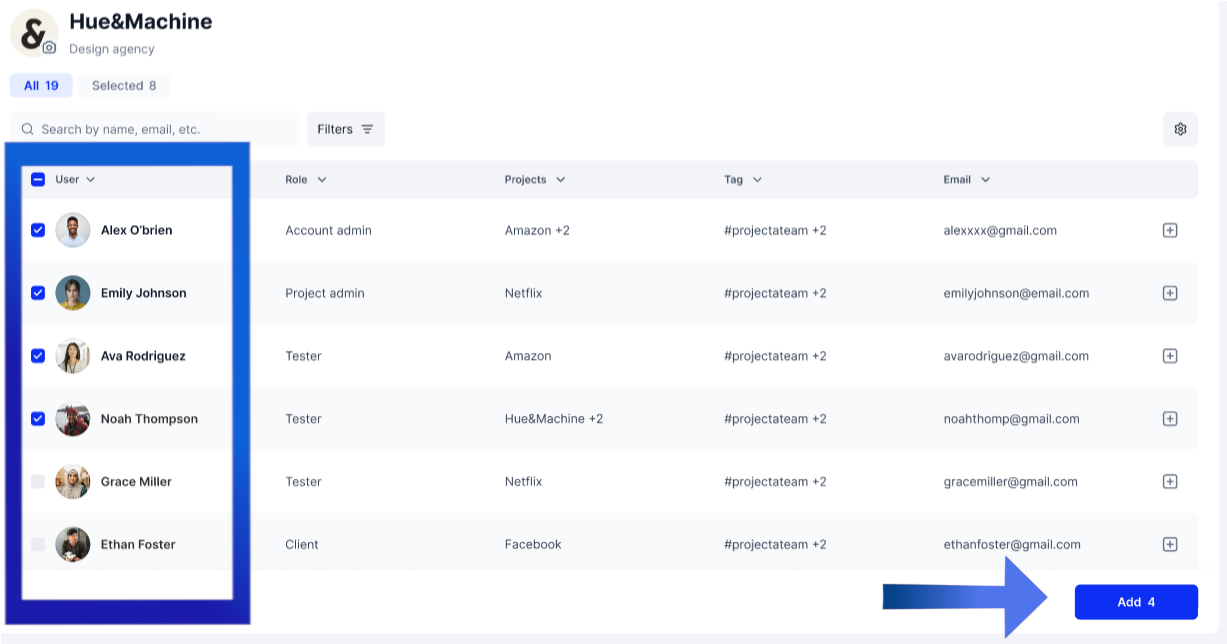 &
Hue&Machine
Design agency
All 19
Selected 8
Search by name, email, etc.
Filters
User Role Projects Tag Email
Alex O'brien Account admin Amazon +2 #projectateam +2 alexxxx@gmail.com
Emily Johnson Project admin Netflix #projectateam +2 emilyjohnson@email.com
Ava Rodriguez Tester Amazon #projectateam +2 avarodriguez@gmail.com
Noah Thompson Tester Hue&Machine +2 #projectateam +2 noahthomp@gmail.com
Grace Miller Tester Netflix #projectateam +2 gracemiller@gmail.com
Ethan Foster Client Facebook #projectateam +2 ethanfoster@gmail.com
Add 4